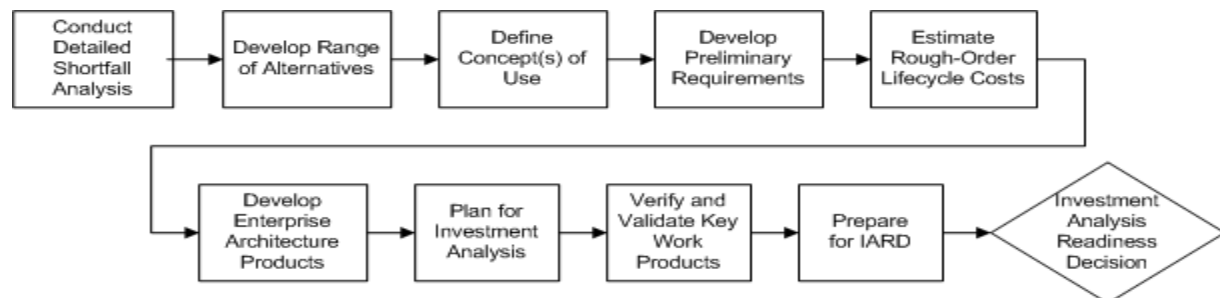 Conduct
Detailed
Shortfall
Analysis
Develop Range
of Alternatives
Define
Concept(s) of
Use
Develop
Preliminary
Requirements
Estimate
Rough-Order
Lifecycle Costs
Develop
Enterprise
Architecture
Products
Plan for
Investment
Analysis
Verify and
Validate Key
Work
Products
Prepare
for IARD
Investment
Analysis
Readiness
Decision